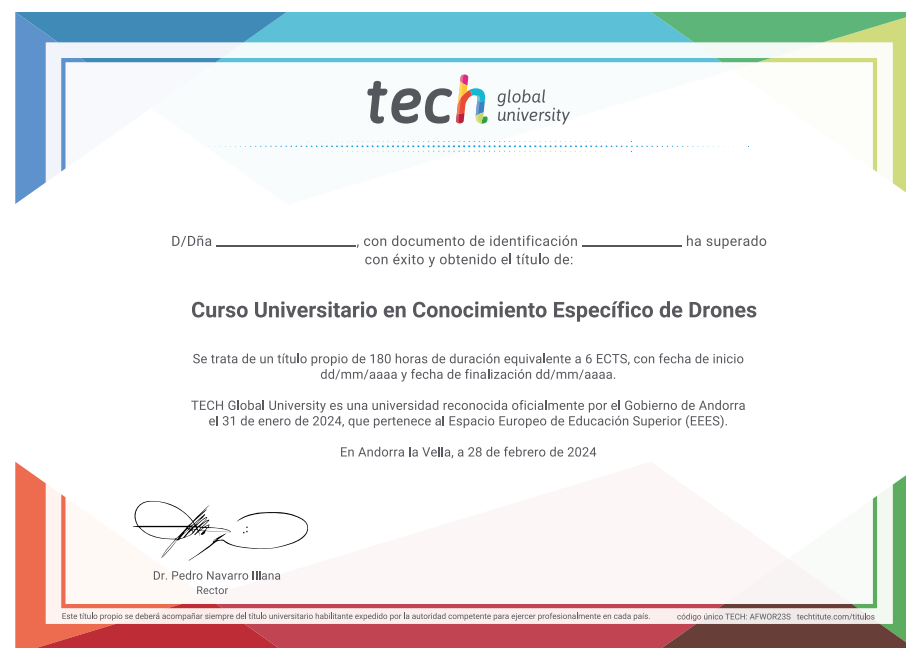 tech global university
D/Dña ____________, con documento de identificación ____________ ha superado
con éxito y obtenido el título de:
Curso Universitario en Conocimiento Específico de Drones
Se trata de un título propio de 180 horas de duración equivalente a 6 ECTS, con fecha de inicio
dd/mm/aaaa y fecha de finalización dd/mm/aaaa.
TECH Global University es una universidad reconocida oficialmente por el Gobierno de Andorra
el 31 de enero de 2024, que pertenece al Espacio Europeo de Educación Superior (EEES).
En Andorra la Vella, a 28 de febrero de 2024
Dr. Pedro Navarro Illana
Rector
Este título propio se deberá acompañar siempre del título universitario habilitante expedido por la autoridad competente para ejercer profesionalmente en cada país. código único TECH: AFWOR23S techtitute.com/titulos